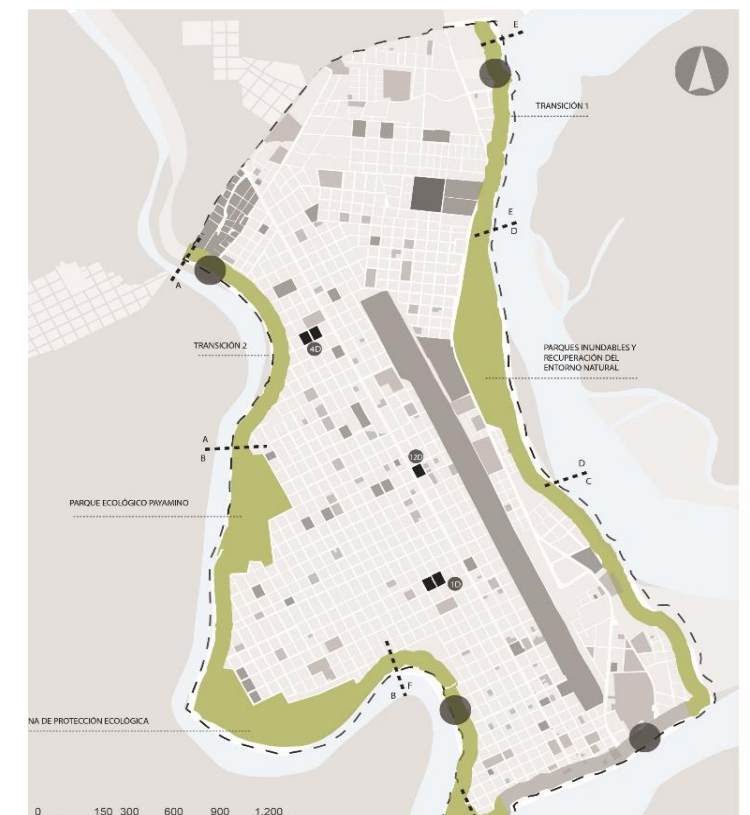 E
TRANSICIÓN 1
E
D
A
TRANSICIÓN 2
4D
PARQUES INUNDABLES Y
RECUPERACIÓN DEL
ENTORNO NATURAL
A
B
12D
D
C
PARQUE ECOLÓGICO PAYAMINO
1D
B F
NA DE PROTECCIÓN ECOLÓGICA
0 150 300 600 900 1.200